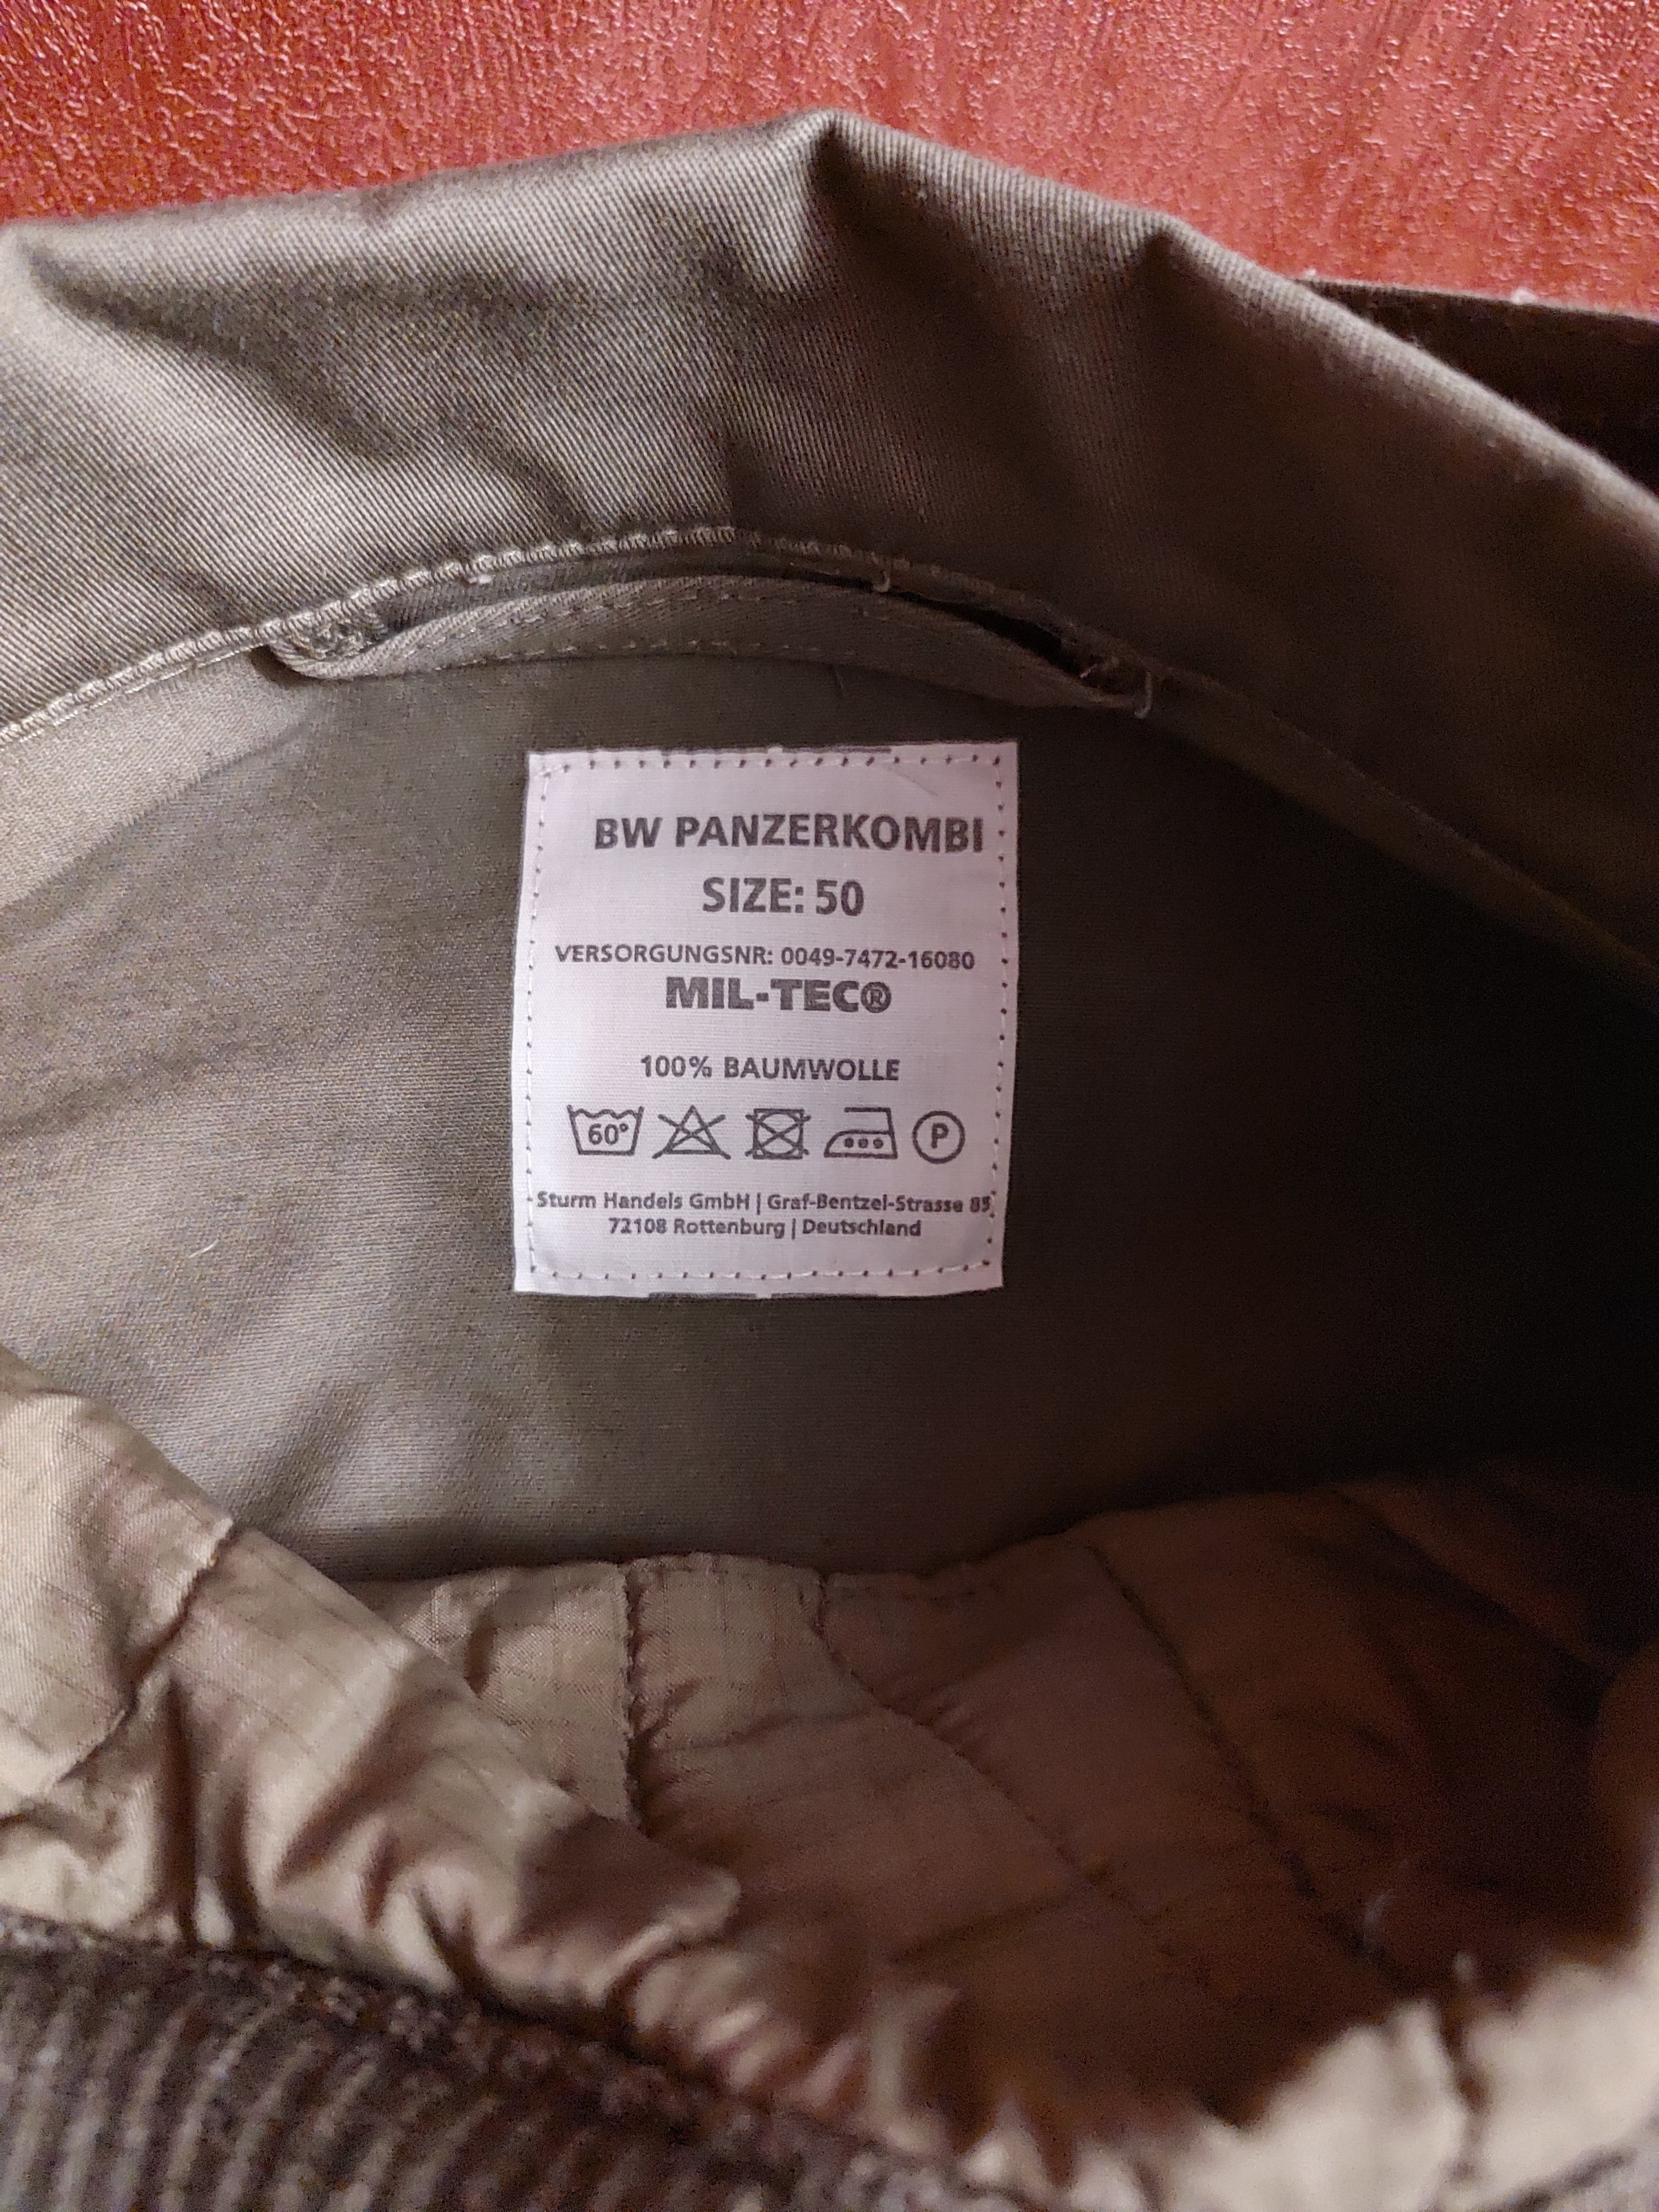 BW PANZERKOMBI
SIZE: 50
VERSORGUNGSNR: 0049-7472-16080
MIL-TEC®
100% BAUMWOLLE
60° P
Sturm Handels GmbH | Graf-Bentzel-Strasse 85,
72108 Rottenburg | Deutschland